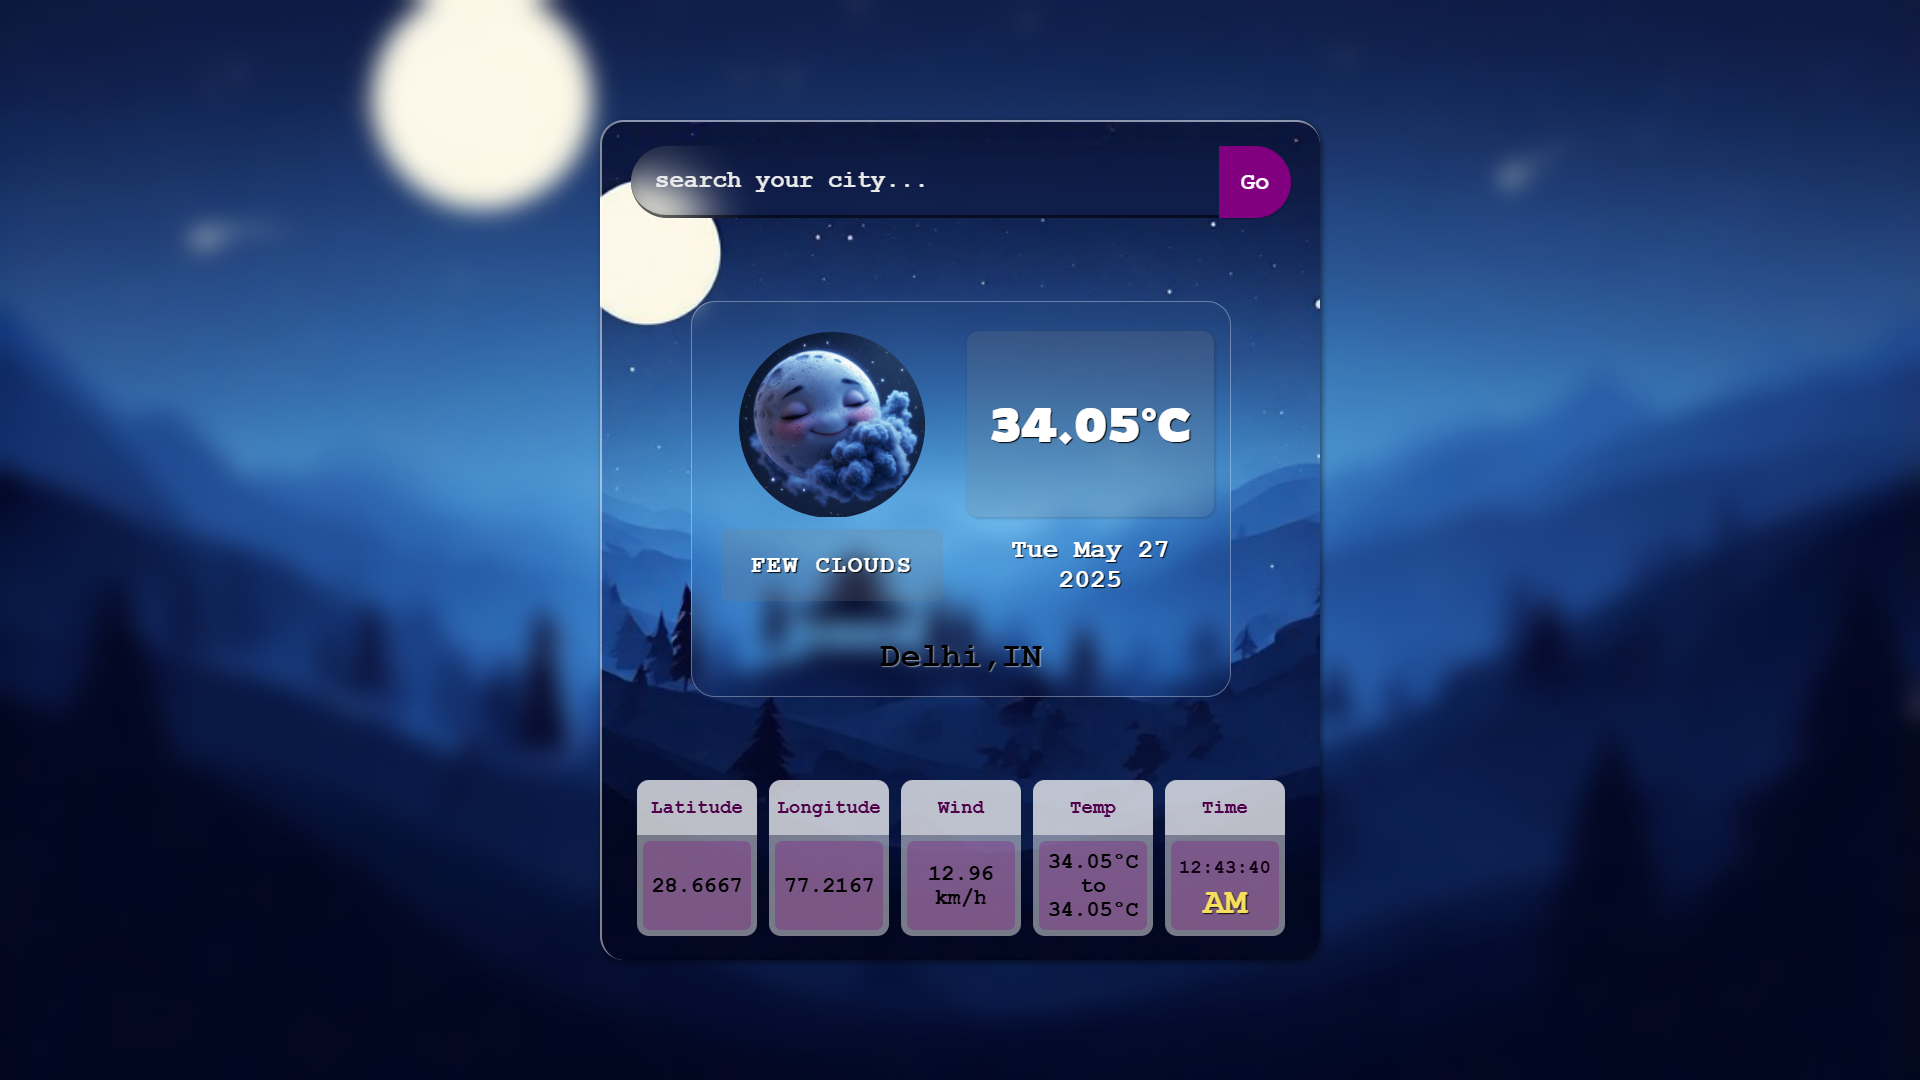 search your city...
Go
34.05°C
FEW CLOUDS
Tue May 27
2025
Delhi,IN
Latitude
28.6667
Longitude
77.2167
Wind
12.96
km/h
Temp
34.05°C
to
34.05°C
Time
12:43:40
AM